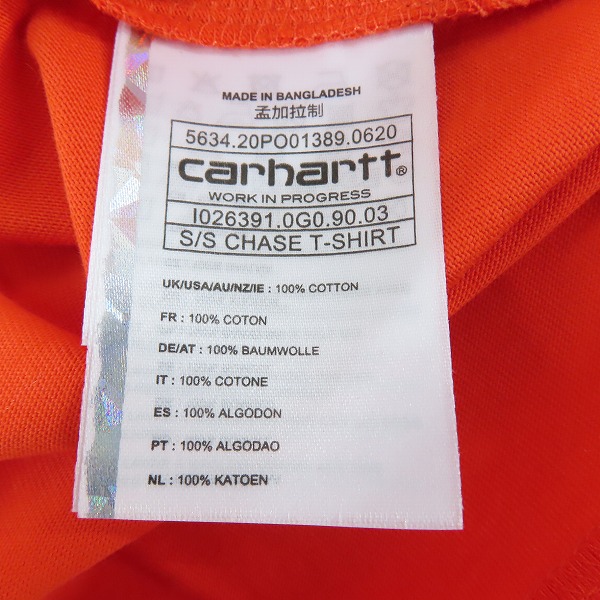 MADE IN BANGLADESH
孟加拉制
5634.20PO01389.0620
carhartt®
WORK IN PROGRESS
I026391.0G0.90.03
S/S CHASE T-SHIRT
UK/USA/AU/NZ/IE : 100% COTTON
FR : 100% COTON
DE/AT : 100% BAUMWOLLE
IT : 100% COTONE
ES : 100% ALGODON
PT : 100% ALGODAO
NL : 100% KATOEN